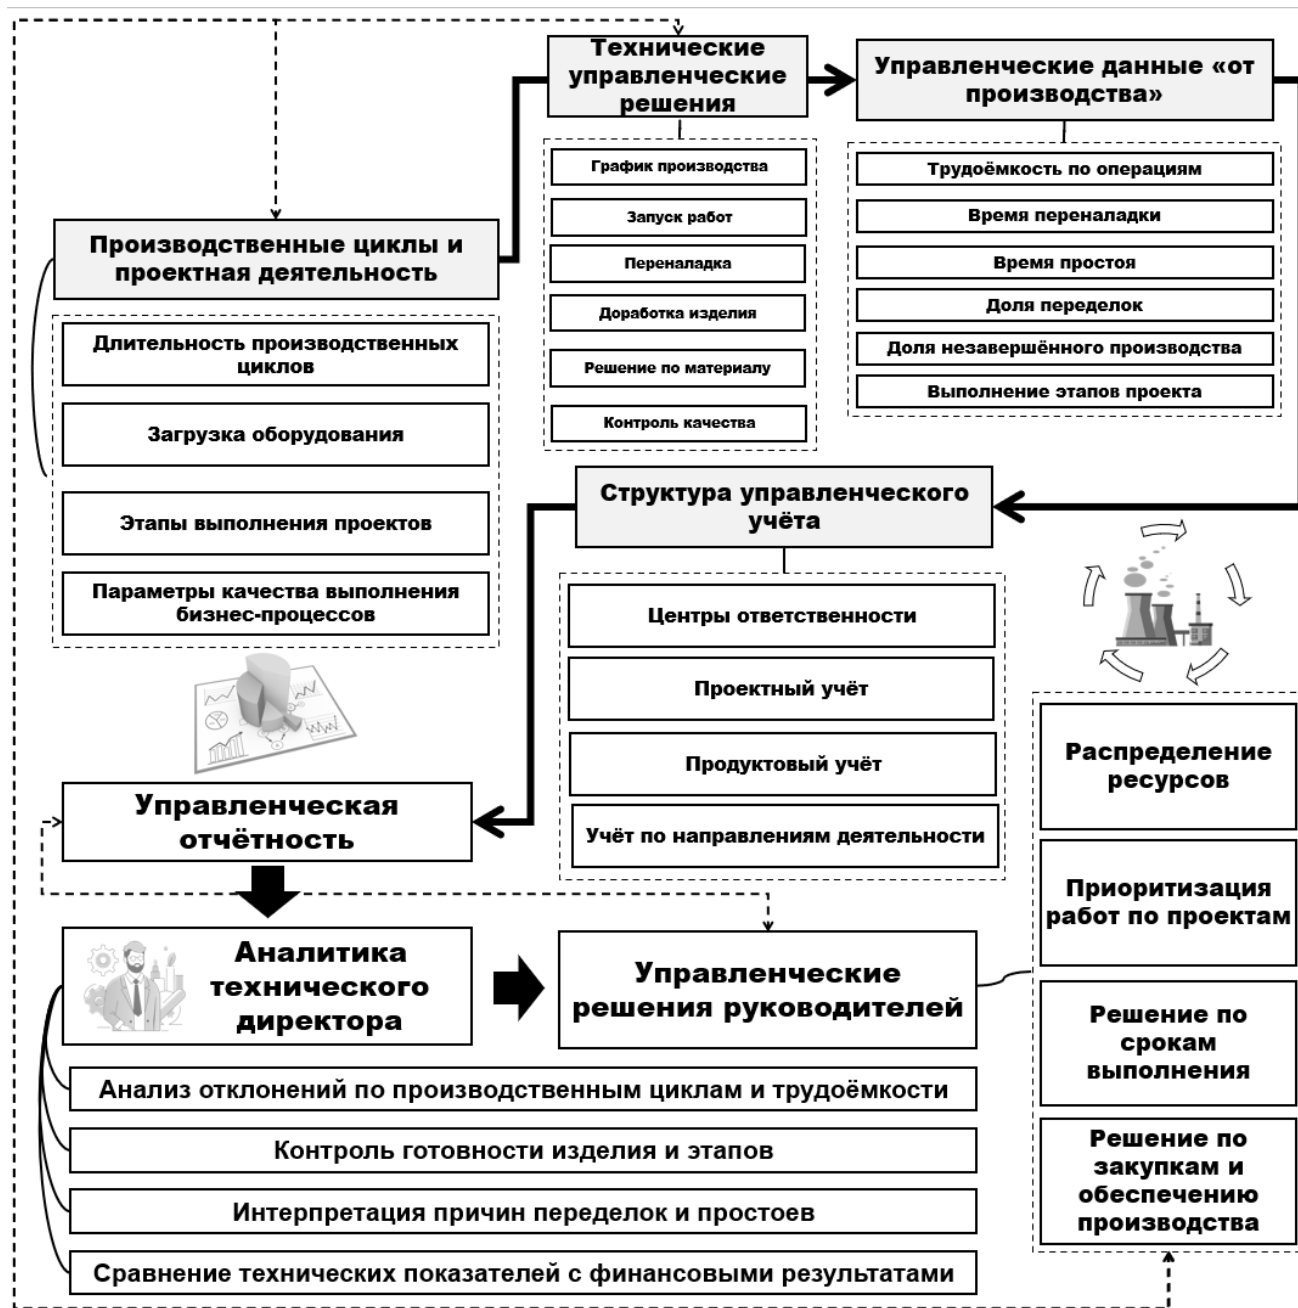 Технические
управленческие
решения
Управленческие данные «от
производства»
График производства
Запуск работ
Переналадка
Доработка изделия
Решение по материалу
Контроль качества
Трудоёмкость по операциям
Время переналадки
Время простоя
Доля переделок
Доля незавершённого производства
Выполнение этапов проекта
Производственные циклы и
проектная деятельность
Длительность производственных
циклов
Загрузка оборудования
Этапы выполнения проектов
Параметры качества выполнения
бизнес-процессов
Структура управленческого
учёта
Центры ответственности
Проектный учёт
Продуктовый учёт
Учёт по направлениям деятельности
Управленческая
отчётность
Аналитика
технического
директора
Управленческие
решения руководителей
Распределение
ресурсов
Приоритизация
работ по проектам
Решение по
срокам
выполнения
Решение по
закупкам и
обеспечению
производства
Анализ отклонений по производственным циклам и трудоёмкости
Контроль готовности изделия и этапов
Интерпретация причин переделок и простоев
Сравнение технических показателей с финансовыми результатами